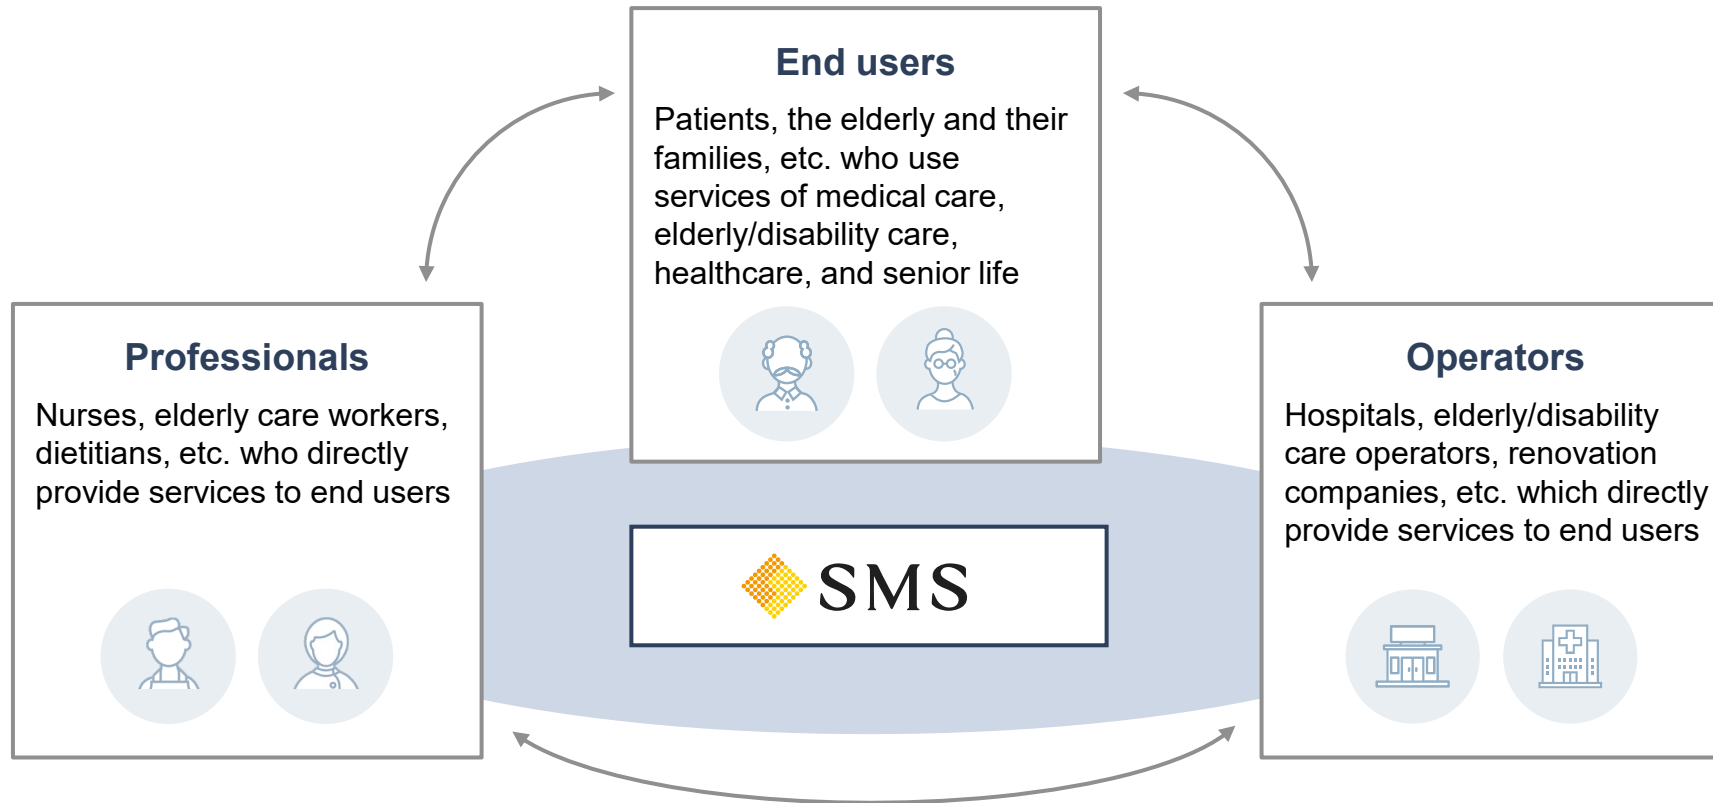 End users
Patients, the elderly and their
families, etc. who use
services of medical care,
elderly/disability care,
healthcare, and senior life
Professionals
Nurses, elderly care workers,
dietitians, etc. who directly
provide services to end users
Operators
Hospitals, elderly/disability
care operators, renovation
companies, etc. which directly
provide services to end users
SMS